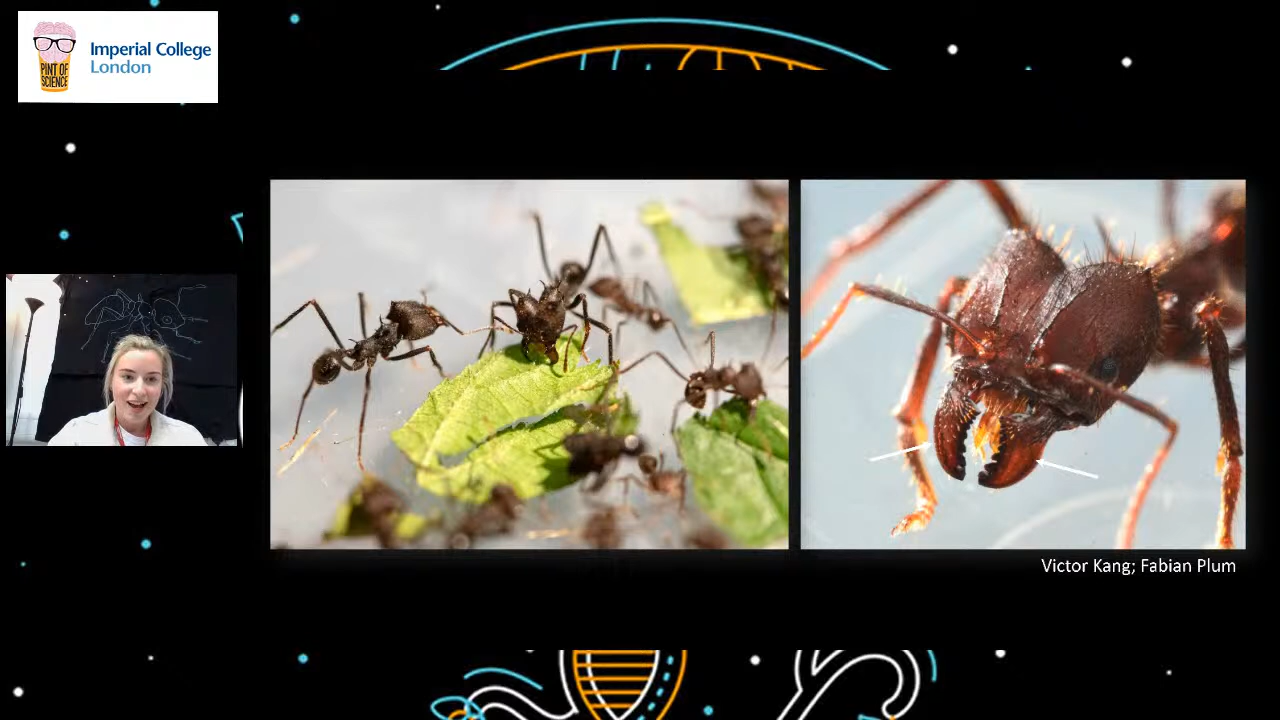 PINT OF
SCIENCE
Imperial College
London
Victor Kang; Fabian Plum